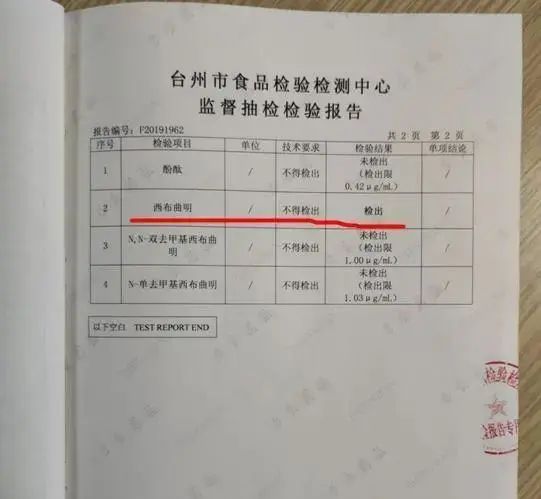 台州市食品检验检测中心
监督抽检检验报告
报告编号: F20191962 共 2 页 第 2 页
序号 检验项目 单位 技术要求 检验结果 单项结论
1 酚酞 / 不得检出 未检出（检出限 0.42μg/mL） /
2 西布曲明 / 不得检出 检出 /
3 N,N-双去甲基西布曲明 / 不得检出 未检出（检出限 1.00μg/mL） /
4 N-单去甲基西布曲明 / 不得检出 未检出（检出限 1.03μg/mL） /
以下空白 TEST REPORT END